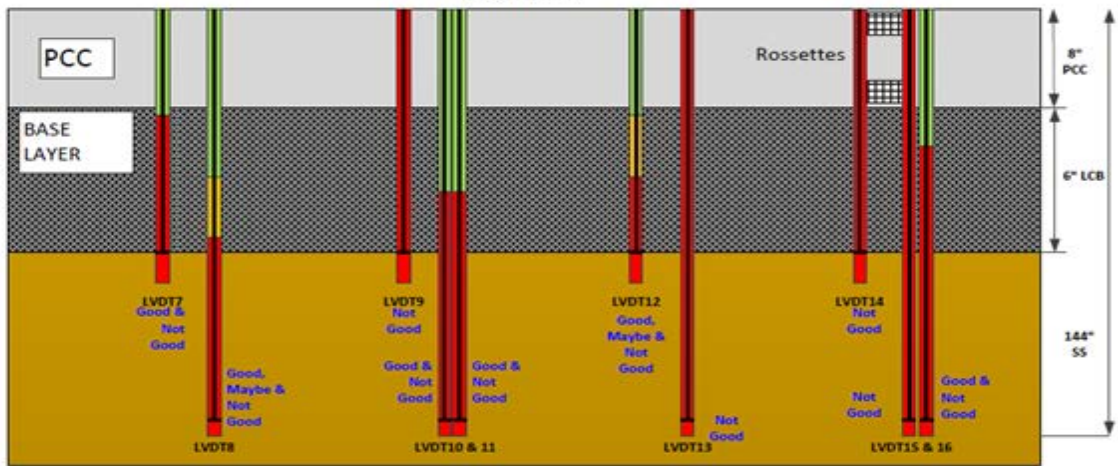 PCC
Rossettes
8"
PCC
BASE
LAYER
6" LCB
LVDT7
Good &
Not
Good
LVDT9
Not
Good
LVDT12
Good,
Maybe &
Not
Good
LVDT14
Not
Good
144"
SS
Good,
Maybe &
Not
Good
Good &
Not
Good
Good &
Not
Good
Not
Good
Not
Good
Good &
Not
Good
LVDT8
LVDT10 & 11
LVDT13
LVDT15 & 16